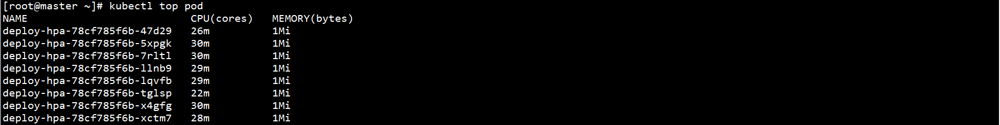 [root@master ~]# kubectl top pod
NAME                          CPU(cores)   MEMORY(bytes)
deploy-hpa-78cf785f6b-47d29   26m          1Mi
deploy-hpa-78cf785f6b-5xpgk   30m          1Mi
deploy-hpa-78cf785f6b-7rltl   30m          1Mi
deploy-hpa-78cf785f6b-llnb9   29m          1Mi
deploy-hpa-78cf785f6b-lqvfb   29m          1Mi
deploy-hpa-78cf785f6b-tglsp   22m          1Mi
deploy-hpa-78cf785f6b-x4gfg   30m          1Mi
deploy-hpa-78cf785f6b-xctm7   28m          1Mi